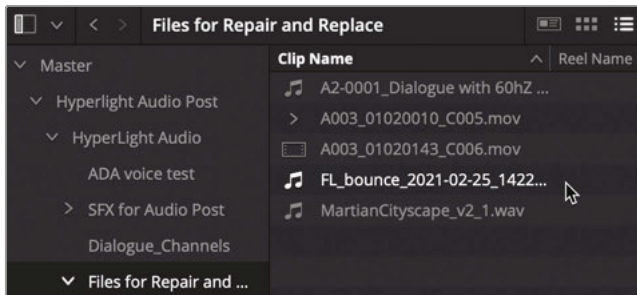 Files for Repair and Replace
Master
Hyperlight Audio Post
HyperLight Audio
ADA voice test
SFX for Audio Post
Dialogue_Channels
Files for Repair and ...
Clip Name
Reel Name
A2-0001_Dialogue with 60hZ ...
A003_01020010_C005.mov
A003_01020143_C006.mov
FL_bounce_2021-02-25_1422...
MartianCityscape_v2_1.wav